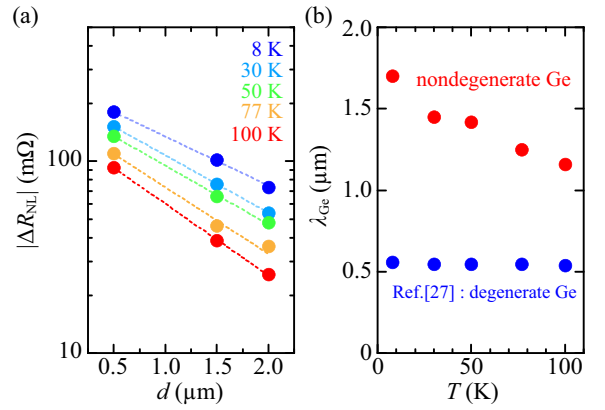 (a)
8 K
30 K
50 K
77 K
100 K
100
10
|ΔR_NL| (mΩ)
0.5 1.0 1.5 2.0
d (μm)
(b)
2.0
1.5
1.0
0.5
0
λ_Ge (μm)
nondegenerate Ge
Ref.[27] : degenerate Ge
0 50 100
T (K)